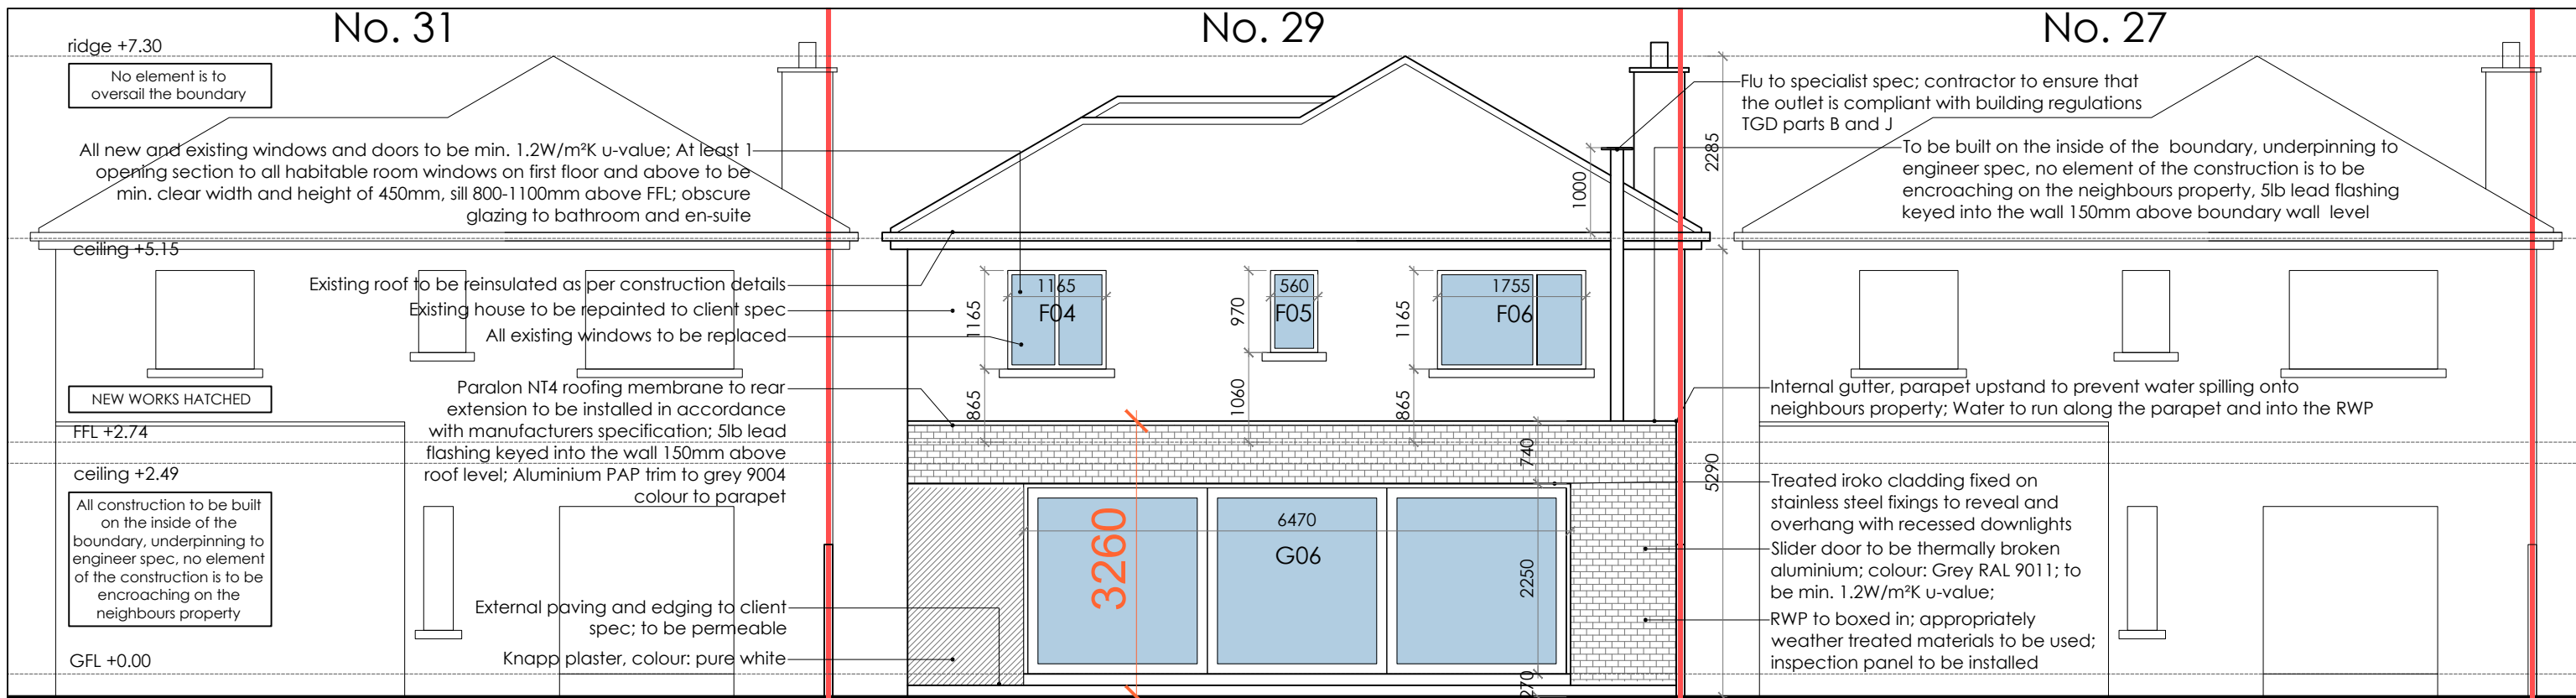 No. 31
No. 29
No. 27
ridge +7.30
No element is to
oversail the boundary
All new and existing windows and doors to be min. 1.2W/m²K u-value; At least 1
opening section to all habitable room windows on first floor and above to be
min. clear width and height of 450mm, sill 800-1100mm above FFL; obscure
glazing to bathroom and en-suite
ceiling +5.15
Existing roof to be reinsulated as per construction details
Existing house to be repainted to client spec
All existing windows to be replaced
NEW WORKS HATCHED
Paralon NT4 roofing membrane to rear
extension to be installed in accordance
with manufacturers specification; 5lb lead
flashing keyed into the wall 150mm above
roof level; Aluminium PAP trim to grey 9004
colour to parapet
FFL +2.74
ceiling +2.49
All construction to be built
on the inside of the
boundary, underpinning to
engineer spec, no element
of the construction is to be
encroaching on the
neighbours property
External paving and edging to client
spec; to be permeable
Knapp plaster, colour: pure white
GFL +0.00
1165
F04
1165
865
560
F05
970
1060
1755
F06
1165
865
1000
2285
5290
740
3260
6470
G06
2250
270
Flu to specialist spec; contractor to ensure that
the outlet is compliant with building regulations
TGD parts B and J
To be built on the inside of the boundary, underpinning to
engineer spec, no element of the construction is to be
encroaching on the neighbours property, 5lb lead flashing
keyed into the wall 150mm above boundary wall level
Internal gutter, parapet upstand to prevent water spilling onto
neighbours property; Water to run along the parapet and into the RWP
Treated iroko cladding fixed on
stainless steel fixings to reveal and
overhang with recessed downlights
Slider door to be thermally broken
aluminium; colour: Grey RAL 9011; to
be min. 1.2W/m²K u-value;
RWP to boxed in; appropriately
weather treated materials to be used;
inspection panel to be installed